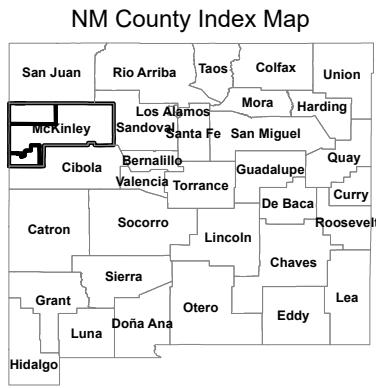 NM County Index Map
San Juan
Rio Arriba
Taos
Colfax
Union
Mora
Harding
Los Alamos
McKinley
Sandoval
Santa Fe
San Miguel
Quay
Bernalillo
Guadalupe
Cibola
Valencia
Torrance
Curry
De Baca
Roosevelt
Catron
Socorro
Lincoln
Chaves
Sierra
Grant
Otero
Eddy
Lea
Luna
Doña Ana
Hidalgo